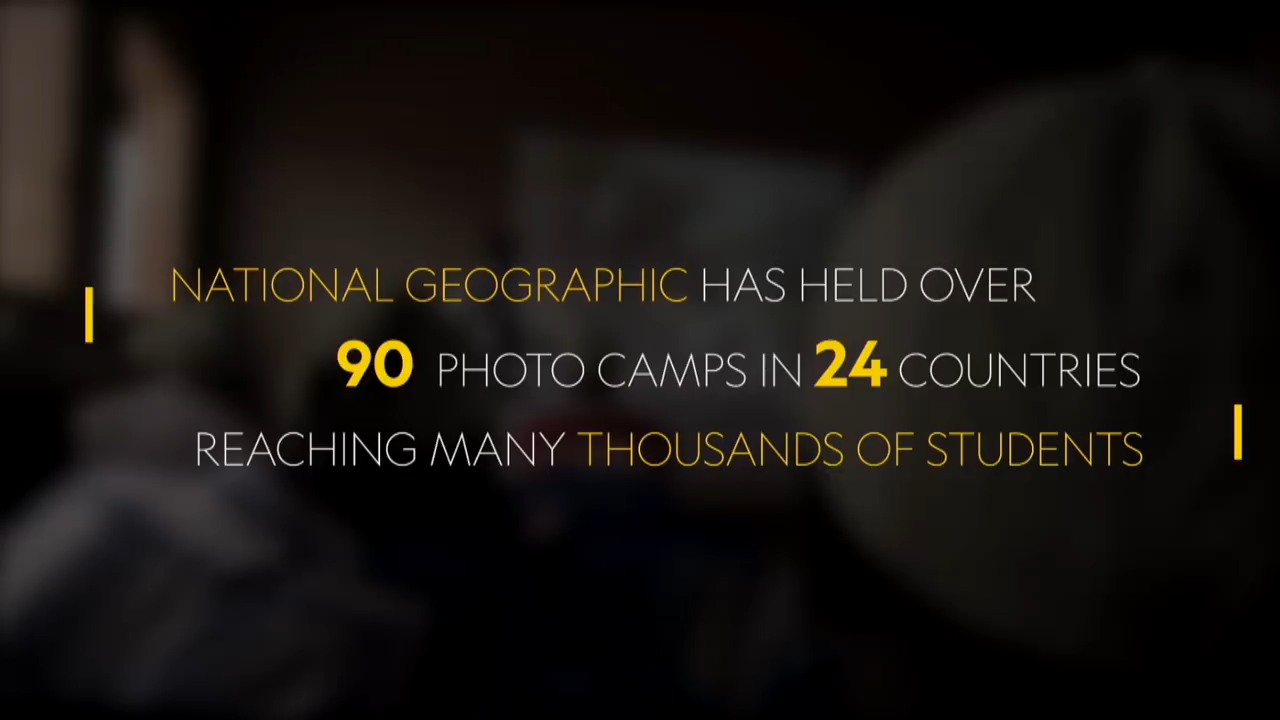 NATIONAL GEOGRAPHIC HAS HELD OVER
90 PHOTO CAMPS IN 24 COUNTRIES
REACHING MANY THOUSANDS OF STUDENTS